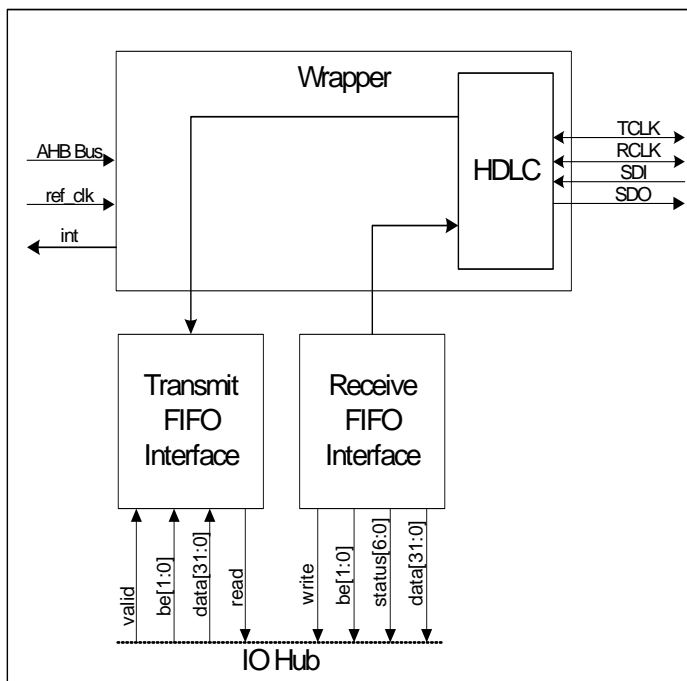 Wrapper
HDLC
AHB Bus
ref_clk
int
TCLK
RCLK
SDI
SDO
Transmit
FIFO
Interface
Receive
FIFO
Interface
valid
be[1:0]
data[31:0]
read
write
be[1:0]
status[6:0]
data[31:0]
IO Hub